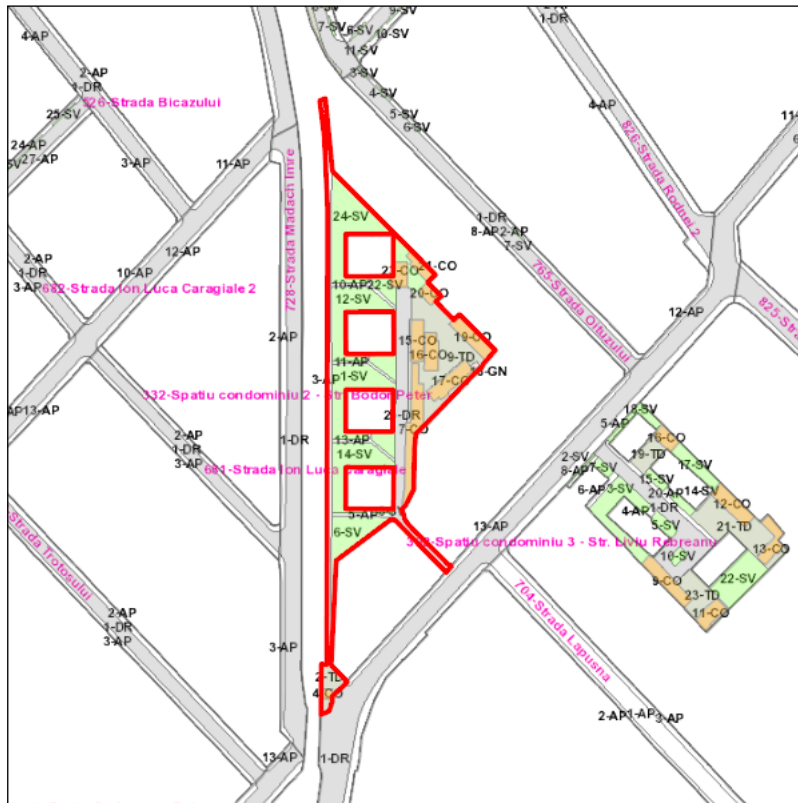 9-SV
7-SV
6-SV
10-SV
1-DR
4-AP
11-SV
2-AP
3-SV
1-DR
4-SV
25-SV
526-Strada Bicazului
5-SV
6-SV
4-AP
24-AP
27-AP
3-AP
11-AP
826-Strada Rodnei 2
728-Strada Madach Imre
24-SV
1-DR
8-AP
2-AP
7-SV
12-AP
2-AP
1-DR
3-AP
10-AP
682-Strada Ion Luca Caragiale 2
10-AP
22-SV
20-CO
12-SV
765-Strada Oituzului
12-AP
2-AP
15-CO
19-CO
16-CO
9-TD
11-AP
1-SV
3-AP
17-CO
18-GN
332-Spatiu condominiu 2 - Str. Bodor Peter
13-AP
7-CO
18-SV
5-AP
16-CO
2-AP
1-DR
3-AP
1-DR
13-AP
14-SV
19-TD
17-SV
2-SV
8-AP
7-SV
681-Strada Ion Luca Caragiale
15-SV
6-AP
3-SV
20-AP
14-SV
12-CO
1-DR
4-AP
5-AP
13-AP
5-SV
21-TD
6-SV
-Spatiu condominiu 3 - Str. Liviu Rebreanu
10-SV
13-CO
9-CO
22-SV
Strada Trotosului
704-Strada Lapusna
23-TD
11-CO
2-AP
1-DR
3-AP
3-AP
2-TD
4-CO
2-AP
1-AP
3-AP
13-AP
1-DR